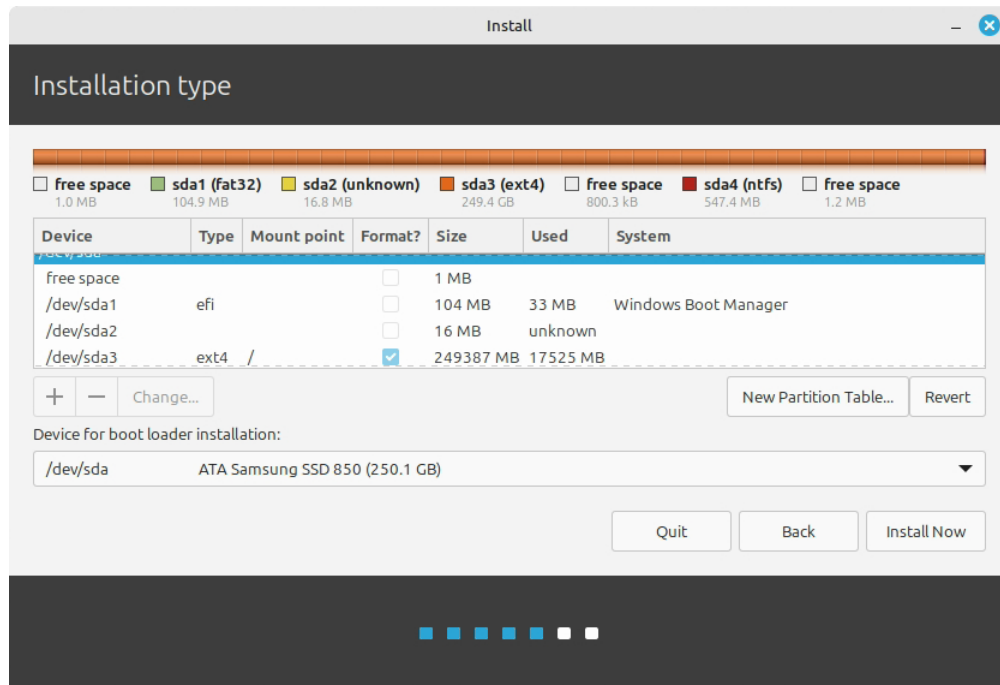 Install
Installation type
free space sda1 (fat32) sda2 (unknown) sda3 (ext4) free space sda4 (ntfs) free space
1.0 MB 104.9 MB 16.8 MB 249.4 GB 800.3 kB 547.4 MB 1.2 MB
Device Type Mount point Format? Size Used System
/dev/sda
free space 1 MB
/dev/sda1 efi 104 MB 33 MB Windows Boot Manager
/dev/sda2 16 MB unknown
/dev/sda3 ext4 / 249387 MB 17525 MB
+ — Change... New Partition Table... Revert
Device for boot loader installation:
/dev/sda ATA Samsung SSD 850 (250.1 GB)
Quit Back Install Now